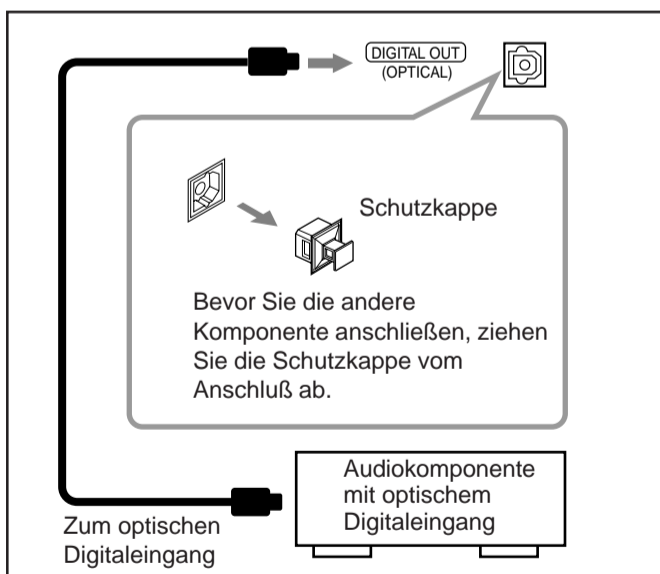 DIGITAL OUT
(OPTICAL)
Schutzkappe
Bevor Sie die andere
Komponente anschließen, ziehen
Sie die Schutzkappe vom
Anschluß ab.
Audiokomponente
mit optischem
Digitaleingang
Zum optischen
Digitaleingang